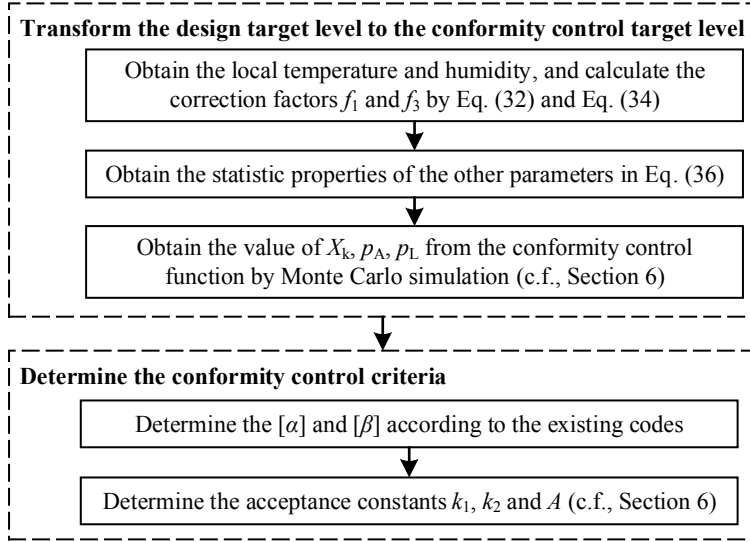 Transform the design target level to the conformity control target level
Obtain the local temperature and humidity, and calculate the
correction factors f1 and f3 by Eq. (32) and Eq. (34)
Obtain the statistic properties of the other parameters in Eq. (36)
Obtain the value of Xk, pA, pL from the conformity control
function by Monte Carlo simulation (c.f., Section 6)
Determine the conformity control criteria
Determine the [α] and [β] according to the existing codes
Determine the acceptance constants k1, k2 and A (c.f., Section 6)